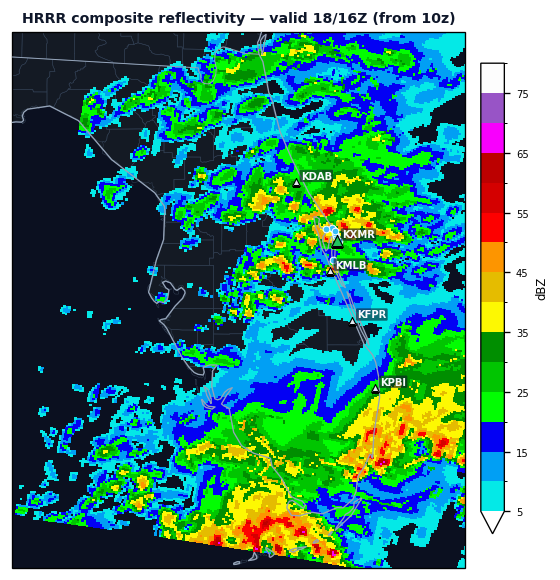 HRRR composite reflectivity — valid 18/16Z (from 10z)
KDAB
KXMR
KMLB
KFPR
KPBI
75
65
55
45
35
25
15
5
dBZ